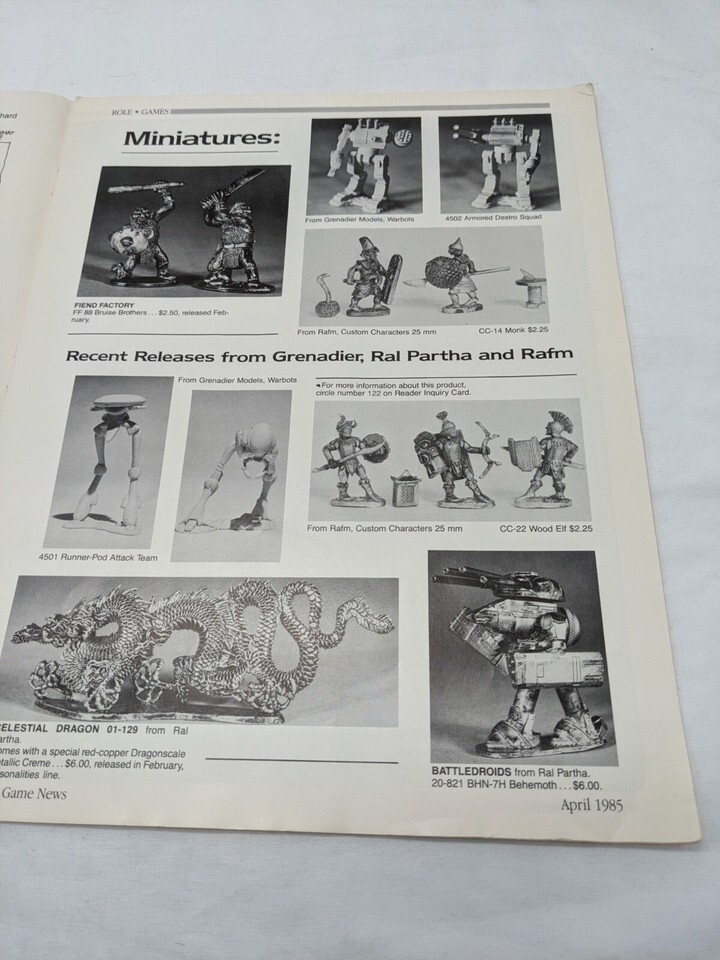 hard
ROLE • GAMES
Miniatures:
From Grenadier Models, Warbots
4502 Armored Destro Squad
FIEND FACTORY
FF 88 Bruise Brothers . . . $2.50, released Feb-
ruary.
From Rafm, Custom Characters 25 mm
CC-14 Monk $2.25
Recent Releases from Grenadier, Ral Partha and Rafm
From Grenadier Models, Warbots
◄For more information about this product,
circle number 122 on Reader Inquiry Card.
From Rafm, Custom Characters 25 mm
CC-22 Wood Elf $2.25
4501 Runner-Pod Attack Team
ELESTIAL DRAGON 01-129 from Ral
artha.
omes with a special red-copper Dragonscale
etallic Creme . . . $6.00, released in February,
sonalities line.
BATTLEDROIDS from Ral Partha.
20-821 BHN-7H Behemoth . . . $6.00.
Game News
April 1985